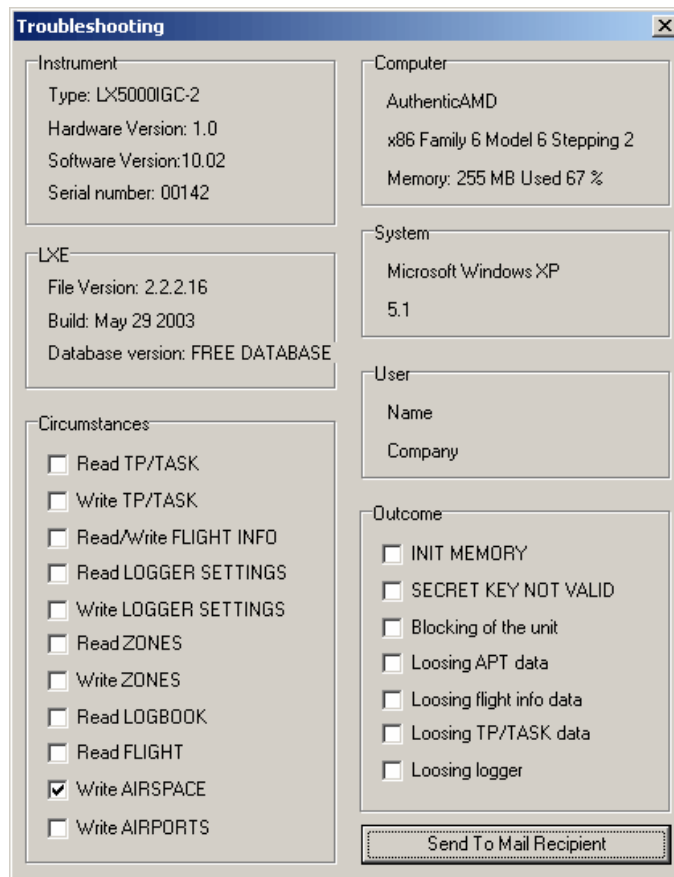 Troubleshooting
Instrument
Type: LX5000IGC-2
Hardware Version: 1.0
Software Version:10.02
Serial number: 00142
LXE
File Version: 2.2.2.16
Build: May 29 2003
Database version: FREE DATABASE
Circumstances
Read TP/TASK
Write TP/TASK
Read/Write FLIGHT INFO
Read LOGGER SETTINGS
Write LOGGER SETTINGS
Read ZONES
Write ZONES
Read LOGBOOK
Read FLIGHT
Write AIRSPACE
Write AIRPORTS
Computer
AuthenticAMD
x86 Family 6 Model 6 Stepping 2
Memory: 255 MB Used 67 %
System
Microsoft Windows XP
5.1
User
Name
Company
Outcome
INIT MEMORY
SECRET KEY NOT VALID
Blocking of the unit
Loosing APT data
Loosing flight info data
Loosing TP/TASK data
Loosing logger
Send To Mail Recipient